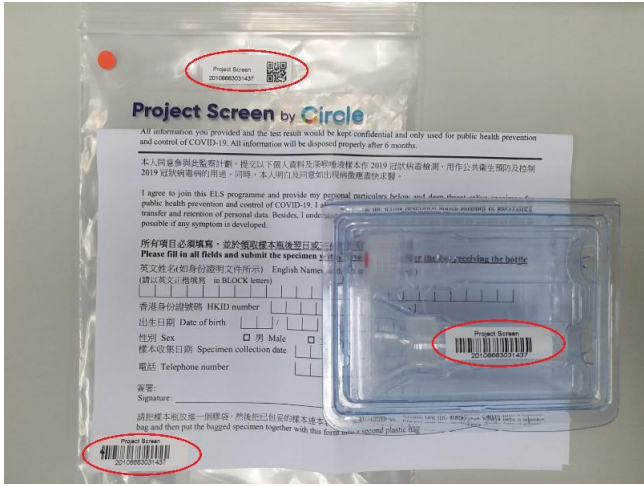 Project Screen
20106663031437
Project Screen by Circle
All information you provided and the test result would be kept confidential and only used for public health prevention
and control of COVID-19. All information will be disposed properly after 6 months.
本人同意參與此監察計劃，提交以下個人資料及深喉唾液樣本作 2019 冠狀病毒檢測，用作公共衞生預防及控制
2019 冠狀病毒病的用途。同時，本人明白及同意如出現病徵應盡快求醫。
I agree to join this ELS programme and provide my personal particulars below and deep throat saliva specimen for
public health prevention and control of COVID-19. I
transfer and retention of personal data. Besides, I
possible if any symptom is developed.
所有項目必須填寫，並於領取樣本瓶後翌日或
Please fill in all fields and submit the specimen receiving the bottle
英文姓名(如身份證明文件所示) English Name
(請以英文正楷填寫 in BLOCK letters)
香港身份證號碼 HKID number
出生日期 Date of birth / /
性別 Sex □ 男 Male □
樣本收集日期 Specimen collection date
電話 Telephone number
簽署:
Signature:
Project Screen
20106663031437
請把樣本瓶放進一個膠袋，然後把已包妥的樣本連
bag and then put the bagged specimen together with this form into a second plastic bag
Project Screen
20106663031437